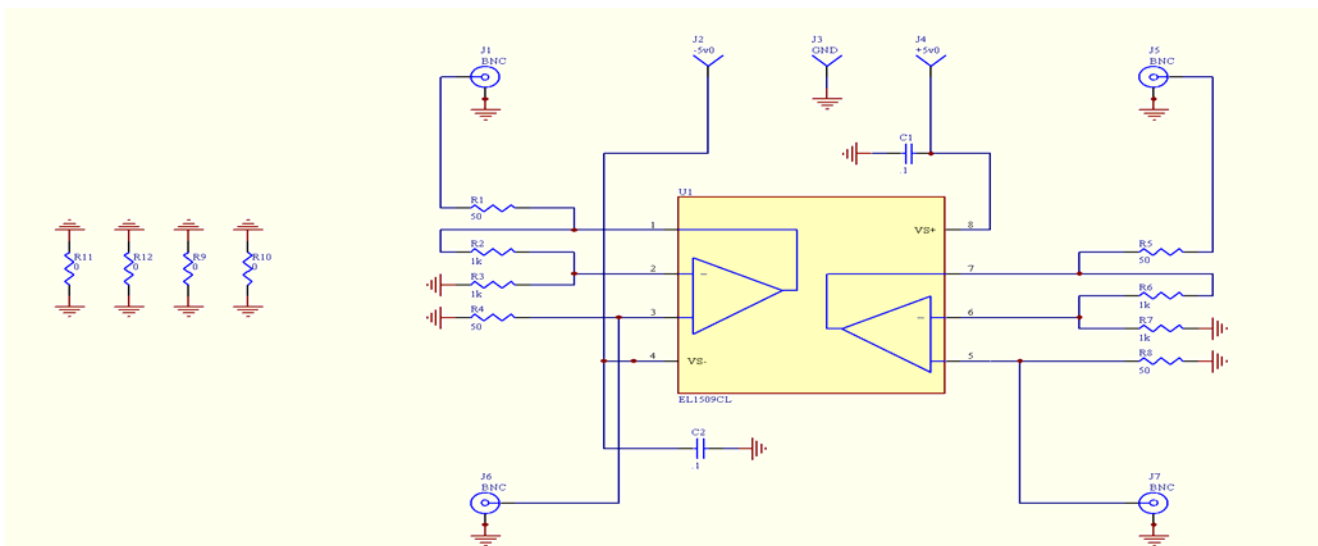 J1
BNC
J2
-5v0
J3
GND
J4
+5v0
J5
BNC
C1
.1
U1
R1
50
1
VS+
8
R11
0
R12
0
R9
0
R10
0
R2
1k
2
R3
1k
R4
50
3
4
VS-
7
R5
50
R6
1k
6
R7
1k
5
R8
50
EL1509CL
C2
.1
J6
BNC
J7
BNC